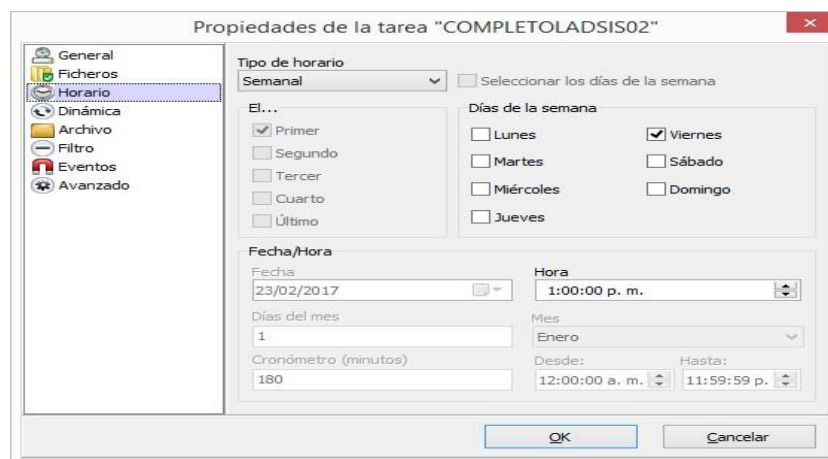 Propiedades de la tarea "COMPLETOLADSIS02"
General
Ficheros
Horario
Dinámica
Archivo
Filtro
Eventos
Avanzado
Tipo de horario
Semanal
Seleccionar los días de la semana
El...
Primer
Segundo
Tercer
Cuarto
Último
Días de la semana
Lunes
Viernes
Martes
Sábado
Miércoles
Domingo
Jueves
Fecha/Hora
Fecha
Hora
23/02/2017
1:00:00 p. m.
Días del mes
Mes
1
Enero
Cronómetro (minutos)
Desde:
Hasta:
180
12:00:00 a. m.
11:59:59 p.
OK
Cancelar